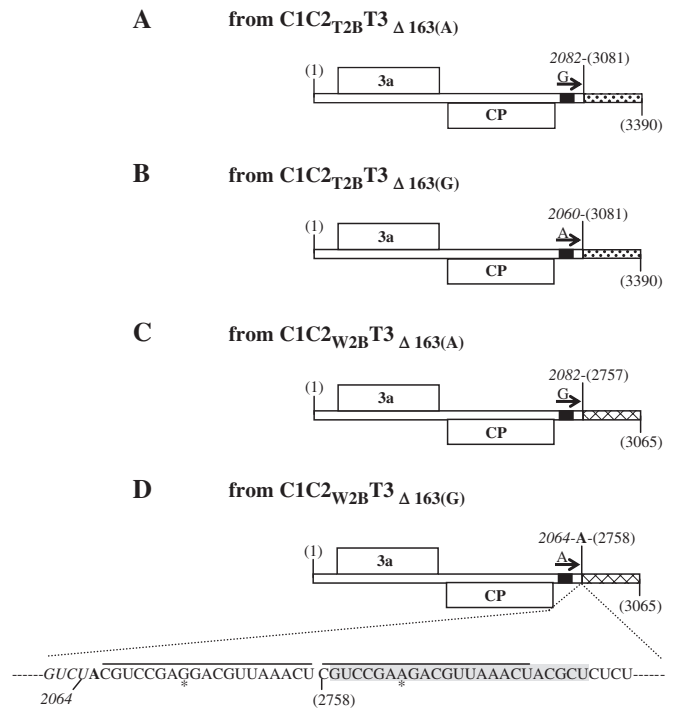 A from C1C2T2BT3 Δ 163(A)
2082-(3081)
(1) G
3a
CP
(3390)
B from C1C2T2BT3 Δ 163(G)
2060-(3081)
(1) A
3a
CP
(3390)
C from C1C2W2BT3 Δ 163(A)
2082-(2757)
(1) G
3a
CP
(3065)
D from C1C2W2BT3 Δ 163(G)
2064-A-(2758)
(1) A
3a
CP
(3065)
------GUCUACGUCCGAGGACGUUAAACU CGUCCGAAGACGUUAAACUACGCUCUCU-----
* *
2064 (2758)